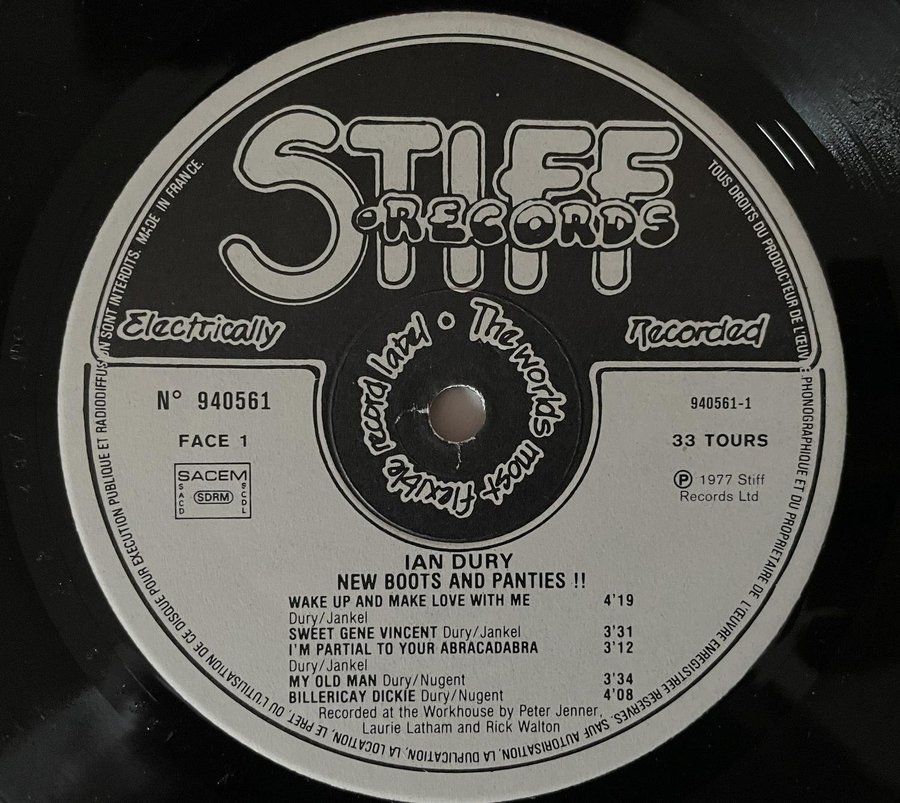 STIFF
RECORDS
Electrically
Recorded
The worlds most flexible record label
N° 940561
FACE 1
SACEM
SACD
SDRM
SCDL
940561-1
33 TOURS
Ⓟ 1977 Stiff
Records Ltd
IAN DURY
NEW BOOTS AND PANTIES !!
WAKE UP AND MAKE LOVE WITH ME 4'19
Dury/Jankel
SWEET GENE VINCENT Dury/Jankel 3'31
I'M PARTIAL TO YOUR ABRACADABRA 3'12
Dury/Jankel
MY OLD MAN Dury/Nugent 3'34
BILLERICAY DICKIE Dury/Nugent 4'08
Recorded at the Workhouse by Peter Jenner,
Laurie Latham and Rick Walton
TOUS DROITS DU PRODUCTEUR DE L'ŒUVRE PHONOGRAPHIQUE ET DU PROPRIETAIRE DE L'ŒUVRE ENREGISTREE RESERVES. SAUF AUTORISATION, LA DUPLICATION, LA LOCATION, LE PRET, OU L'UTILISATION DE CE DISQUE POUR EXECUTION PUBLIQUE ET RADIODIFFUSION SONT INTERDITS. MADE IN FRANCE.